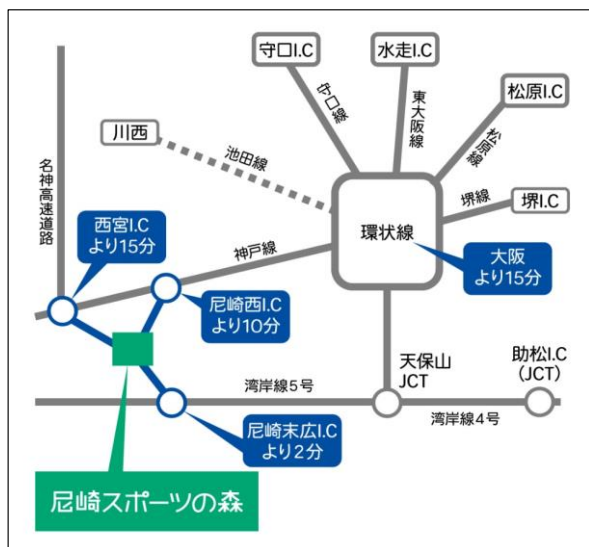 守口I.C
水走I.C
松原I.C
守口線
東大阪線
松原線
川西
池田線
堺線
堺I.C
名神高速道路
環状線
西宮I.C
より15分
神戸線
大阪
より15分
尼崎西I.C
より10分
天保山
JCT
助松I.C
(JCT)
湾岸線5号
湾岸線4号
尼崎末広I.C
より2分
尼崎スポーツの森